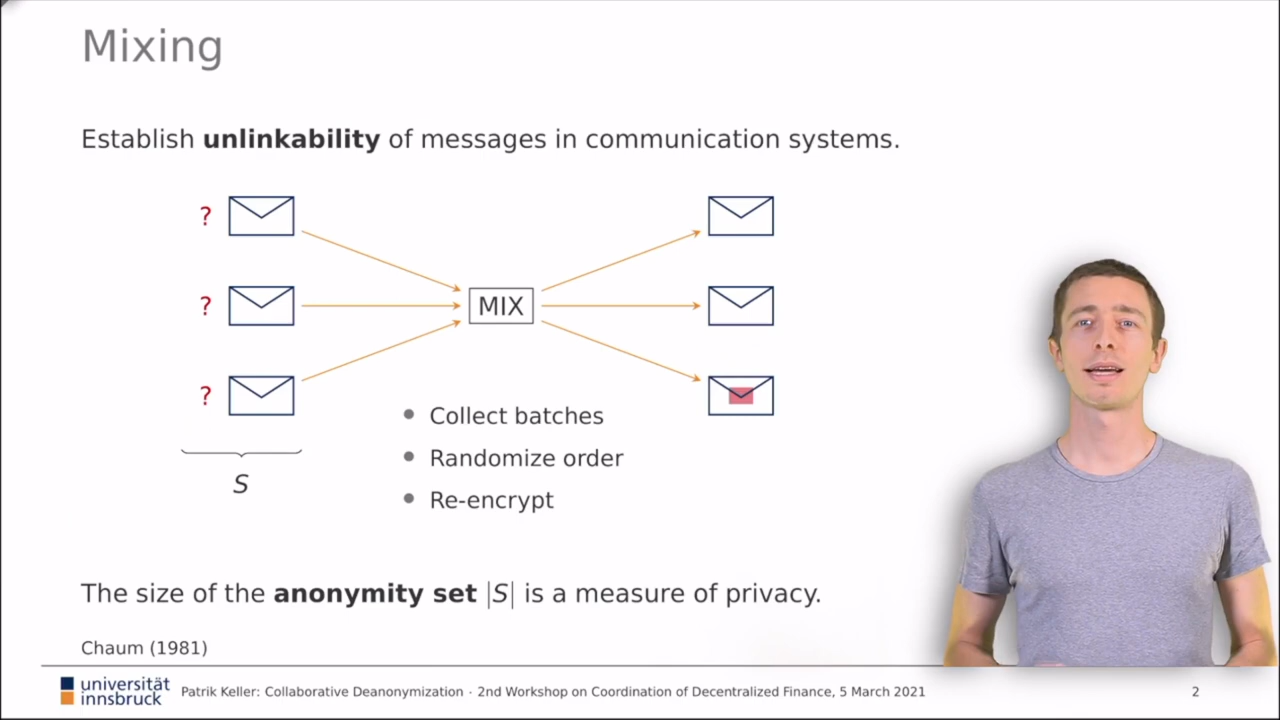 Mixing
Establish unlinkability of messages in communication systems.
?
?
MIX
?
Collect batches
Randomize order
S
Re-encrypt
The size of the anonymity set |S| is a measure of privacy.
Chaum (1981)
universität
innsbruck
Patrik Keller: Collaborative Deanonymization · 2nd Workshop on Coordination of Decentralized Finance, 5 March 2021
2